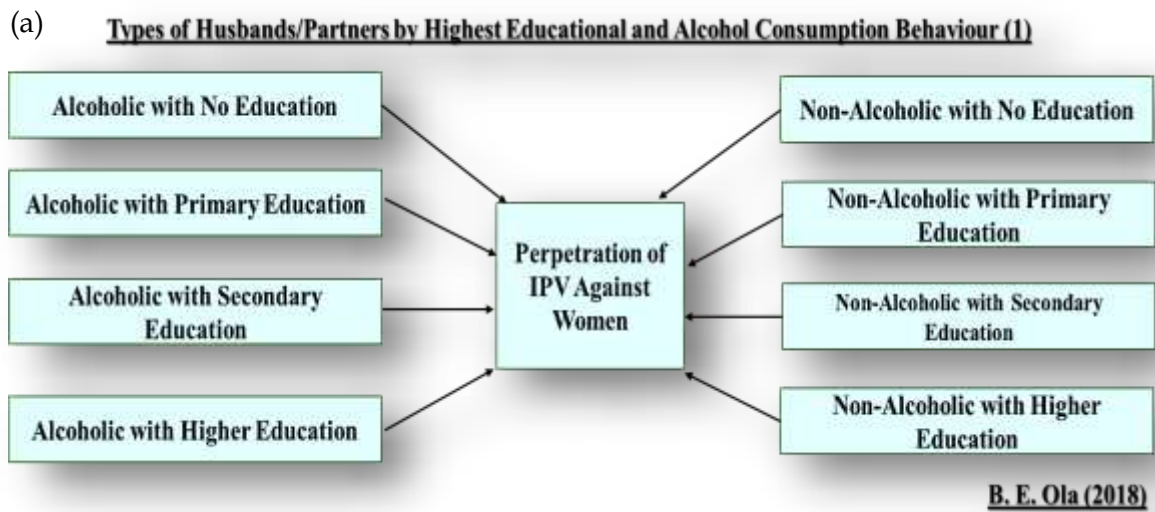 (a)
Types of Husbands/Partners by Highest Educational and Alcohol Consumption Behaviour (1)
Alcoholic with No Education
Alcoholic with Primary Education
Alcoholic with Secondary
Education
Alcoholic with Higher Education
Perpetration of
IPV Against
Women
Non-Alcoholic with No Education
Non-Alcoholic with Primary
Education
Non-Alcoholic with Secondary
Education
Non-Alcoholic with Higher
Education
B. E. Ola (2018)